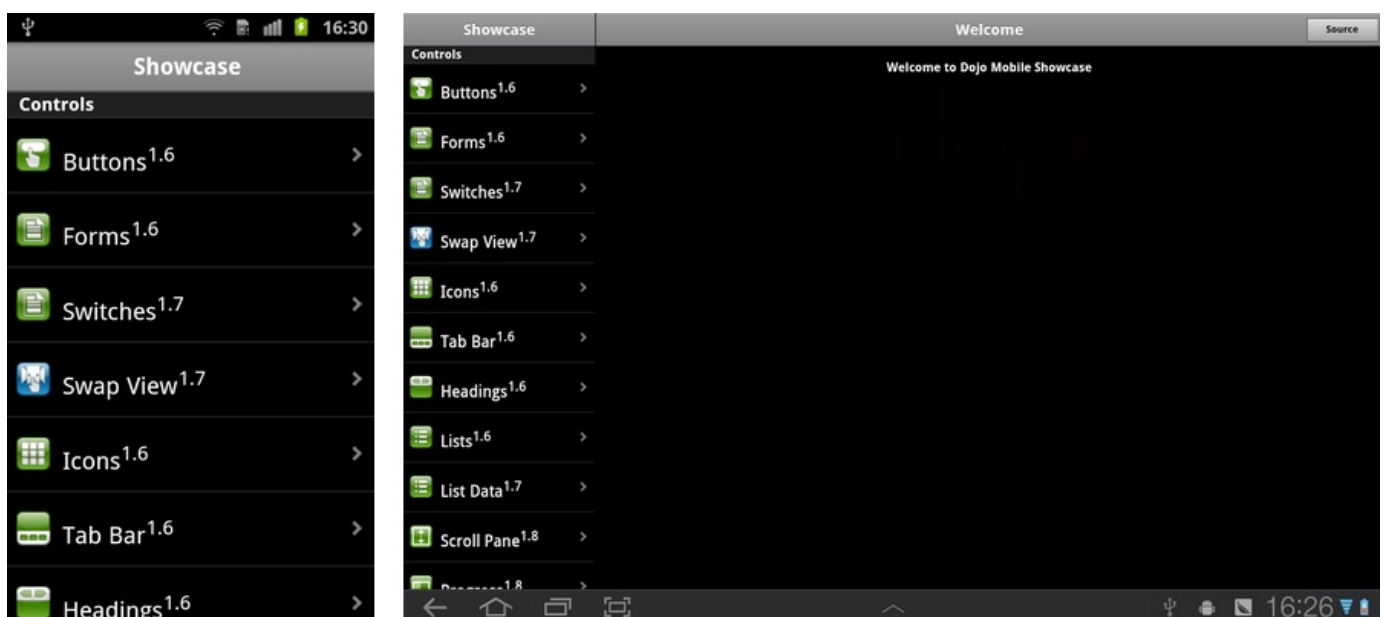 16:30
Showcase
Controls
Buttons1.6
Forms1.6
Switches1.7
Swap View1.7
Icons1.6
Tab Bar1.6
Headings1.6
Showcase
Welcome
Source
Controls
Welcome to Dojo Mobile Showcase
Buttons1.6
Forms1.6
Switches1.7
Swap View1.7
Icons1.6
Tab Bar1.6
Headings1.6
Lists1.6
List Data1.7
Scroll Pane1.8
Progress1.8
16:26